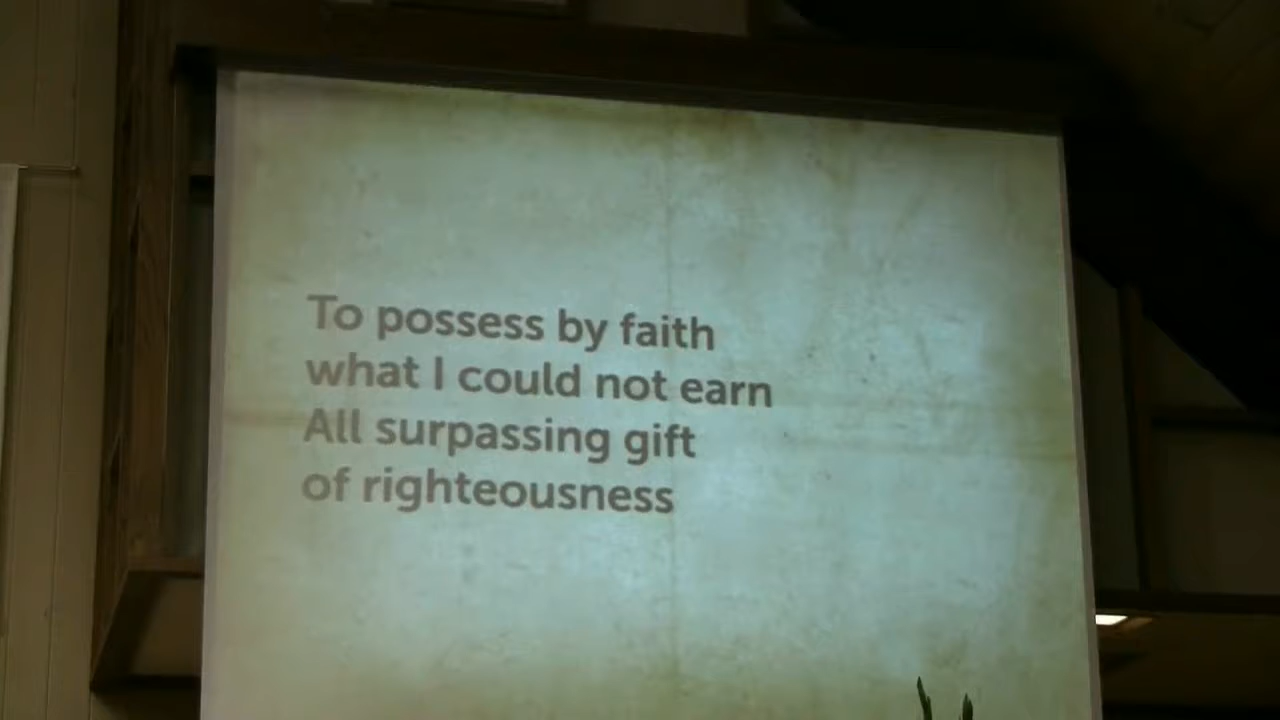 To possess by faith
what I could not earn
All surpassing gift
of righteousness